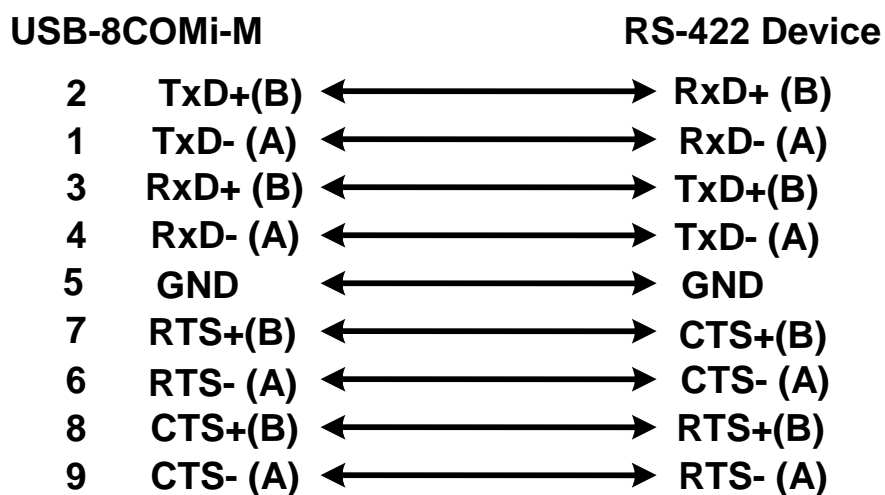 USB-8COMi-M RS-422 Device
2 TxD+(B) RxD+ (B)
1 TxD- (A) RxD- (A)
3 RxD+ (B) TxD+(B)
4 RxD- (A) TxD- (A)
5 GND GND
7 RTS+(B) CTS+(B)
6 RTS- (A) CTS- (A)
8 CTS+(B) RTS+(B)
9 CTS- (A) RTS- (A)